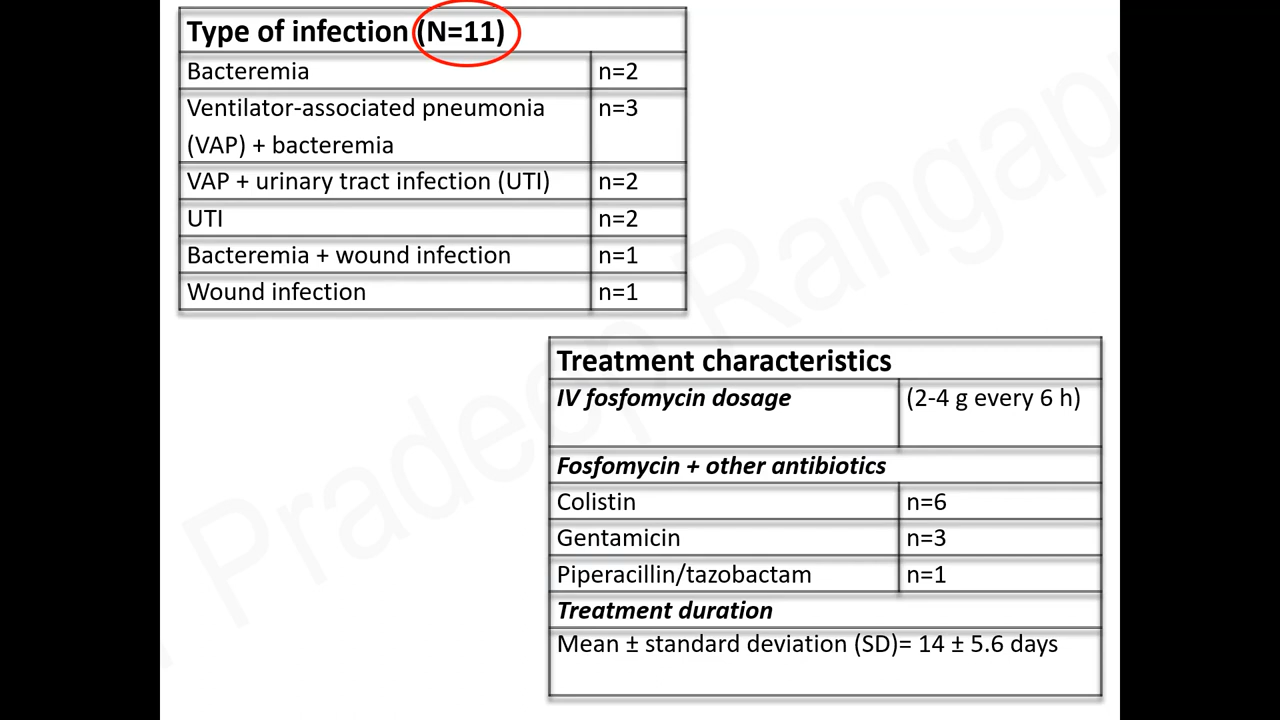 Type of infection (N=11)
Bacteremia n=2
Ventilator-associated pneumonia n=3
(VAP) + bacteremia
VAP + urinary tract infection (UTI) n=2
UTI n=2
Bacteremia + wound infection n=1
Wound infection n=1
Treatment characteristics
IV fosfomycin dosage (2-4 g every 6 h)
Fosfomycin + other antibiotics
Colistin n=6
Gentamicin n=3
Piperacillin/tazobactam n=1
Treatment duration
Mean ± standard deviation (SD)= 14 ± 5.6 days
Pradeep